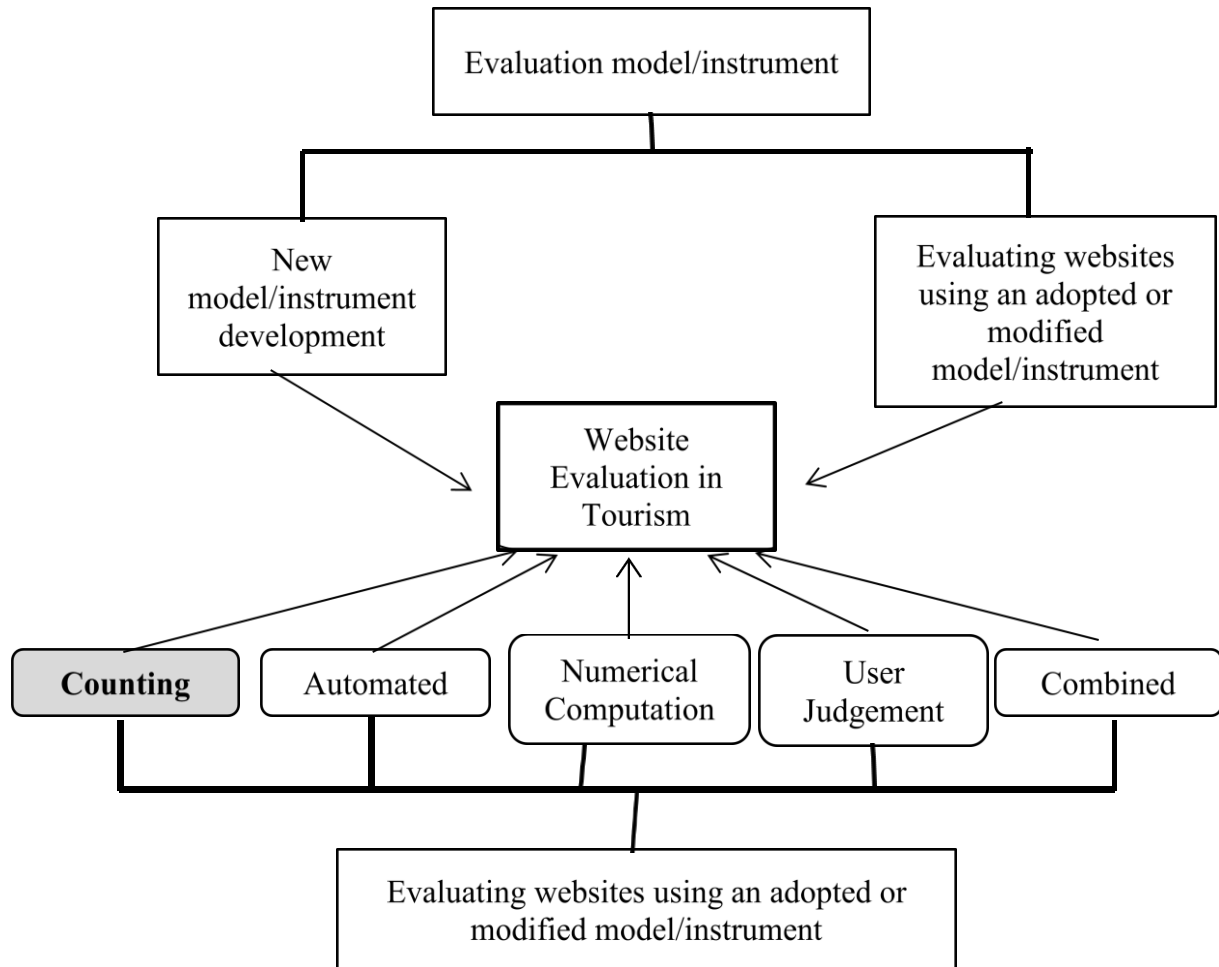 Evaluation model/instrument
New
model/instrument
development
Evaluating websites
using an adopted or
modified
model/instrument
Website
Evaluation in
Tourism
Counting
Automated
Numerical
Computation
User
Judgement
Combined
Evaluating websites using an adopted or
modified model/instrument